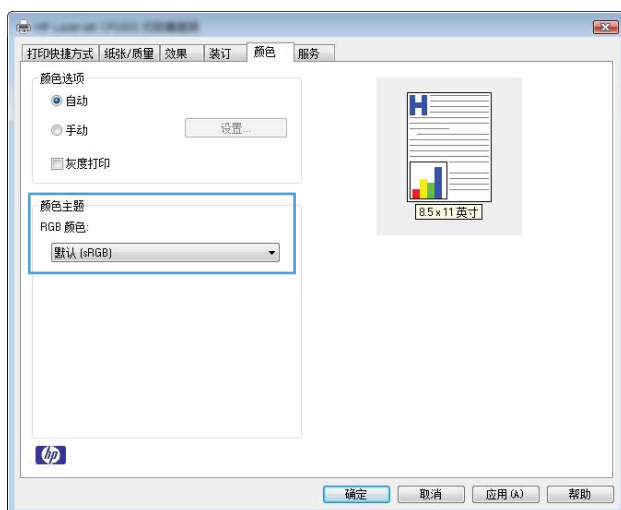 打印快捷方式 纸张/质量 效果 装订 颜色 服务
颜色选项
自动
手动 设置...
灰度打印
颜色主题
RGB 颜色:
默认 (sRGB)
H
8.5 x 11 英寸
hp
确定 取消 应用 (A) 帮助